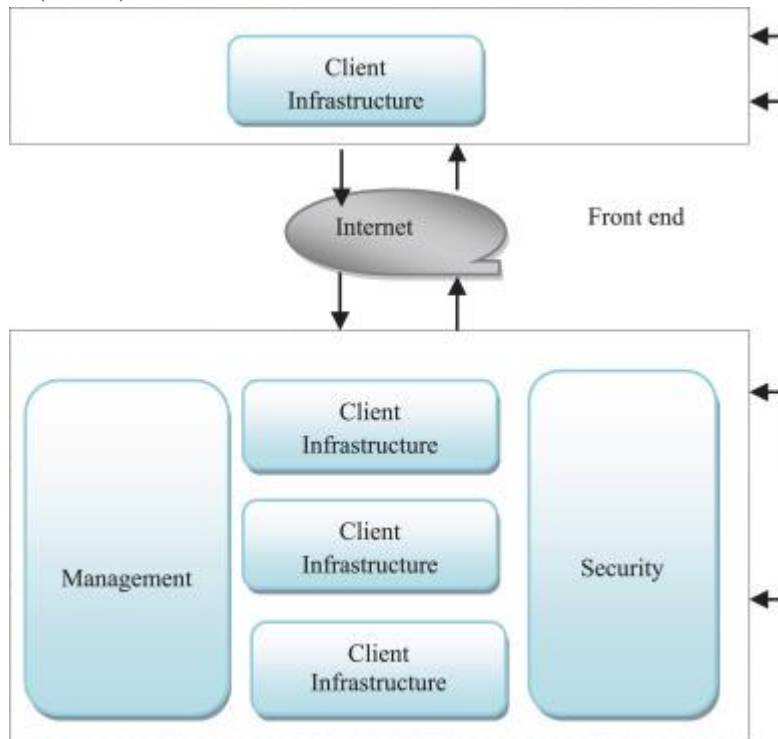 Client
Infrastructure
Internet
Front end
Client
Infrastructure
Client
Infrastructure
Management
Security
Client
Infrastructure